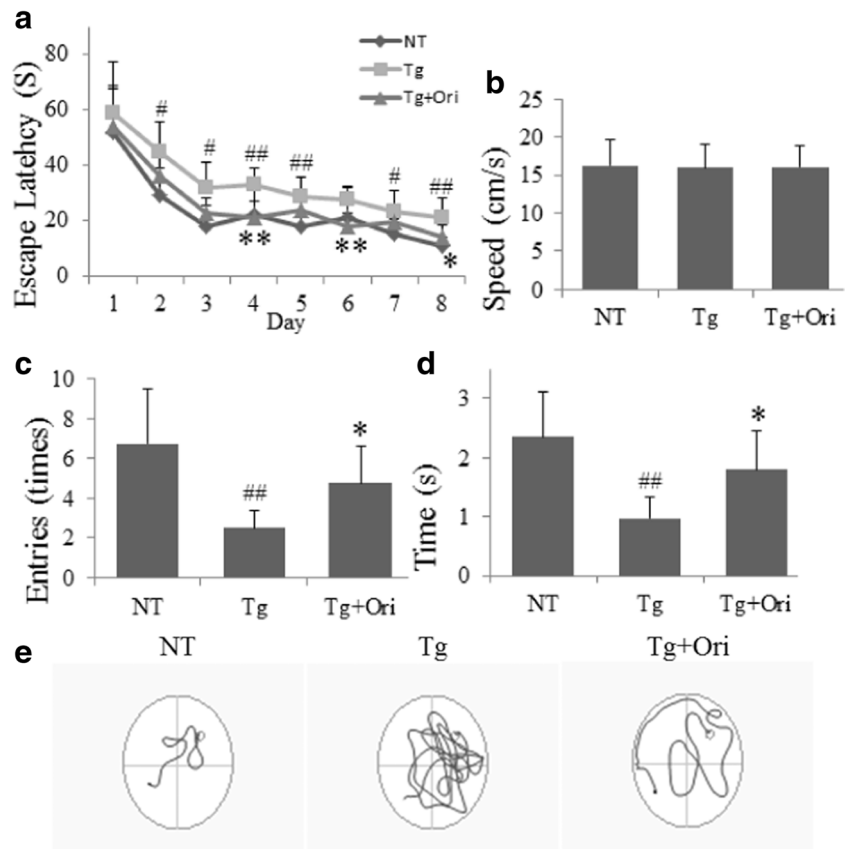 a
Escape Latehcy (S)
80
60
40
20
0
NT
Tg
Tg+Ori
#
#
##
##
#
##
**
**
*
1 2 3 4 5 6 7 8
Day
b
Speed (cm/s)
25
20
15
10
5
0
NT Tg Tg+Ori
c
Entries (times)
10
8
6
4
2
0
##
*
NT Tg Tg+Ori
d
Time (s)
3
2
1
0
##
*
NT Tg Tg+Ori
e
NT Tg Tg+Ori